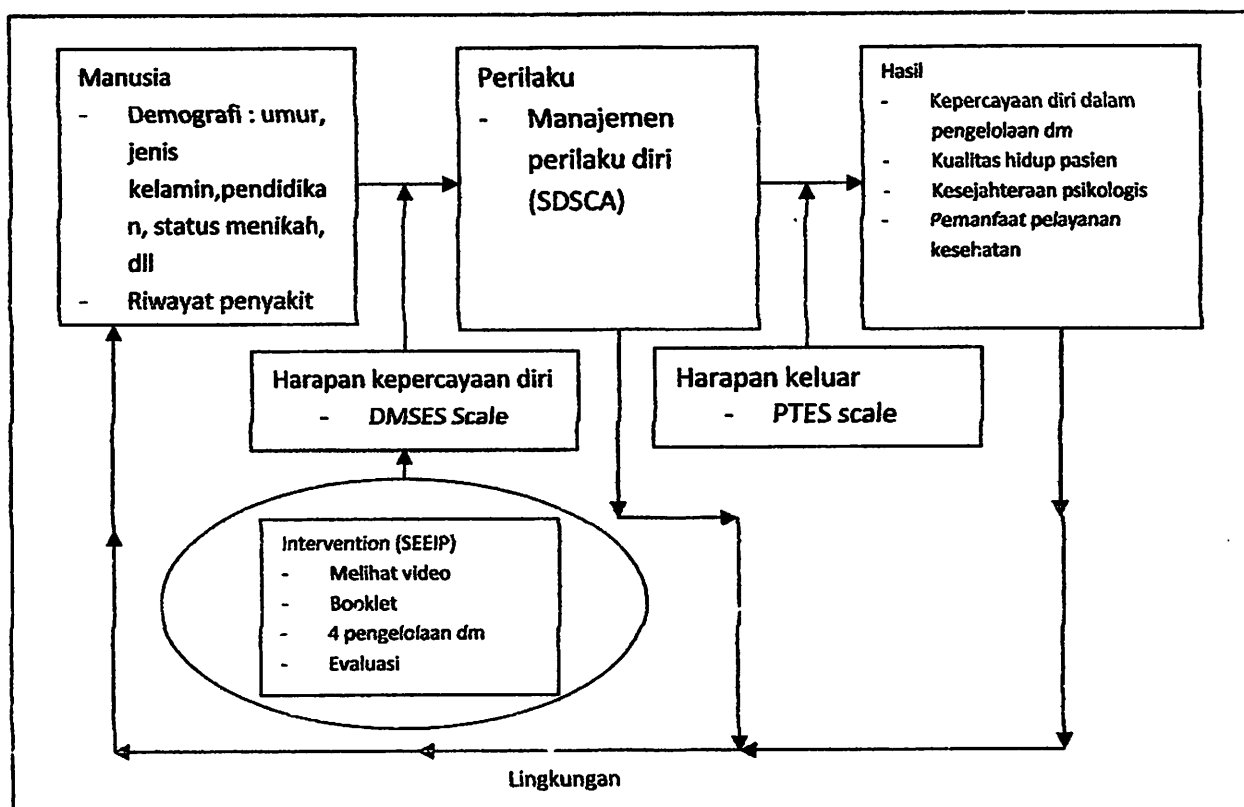 Manusia
- Demografi : umur,
jenis
kelamin,pendidika
n, status menikah,
dll
- Riwayat penyakit
Perilaku
- Manajemen
perilaku diri
(SDSCA)
Hasil
- Kepercayaan diri dalam
pengelolaan dm
- Kualitas hidup pasien
- Kesejahteraan psikologis
- Pemanfaat pelayanan
kesehatan
Harapan kepercayaan diri
- DMSES Scale
Harapan keluar
- PTES scale
Intervention (SEEIP)
- Melihat video
- Booklet
- 4 pengelolaan dm
- Evaluasi
Lingkungan